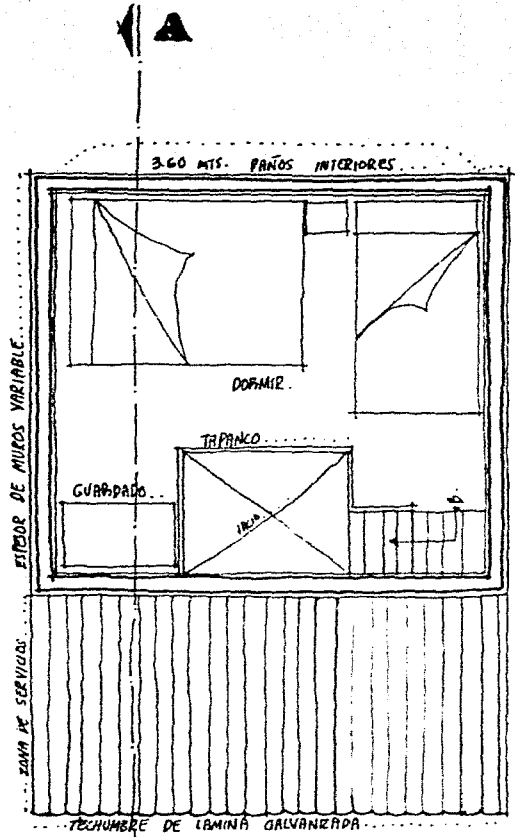 A
3.60 MTS. PAÑOS INTERIORES
ESPESOR DE MUROS VARIABLE
DORMIR.
TAPANCO
GUARDADO
VACIO
B.
ZONA DE SERVICIOS
TECHUMBRE DE LAMINA GALVANIZADA